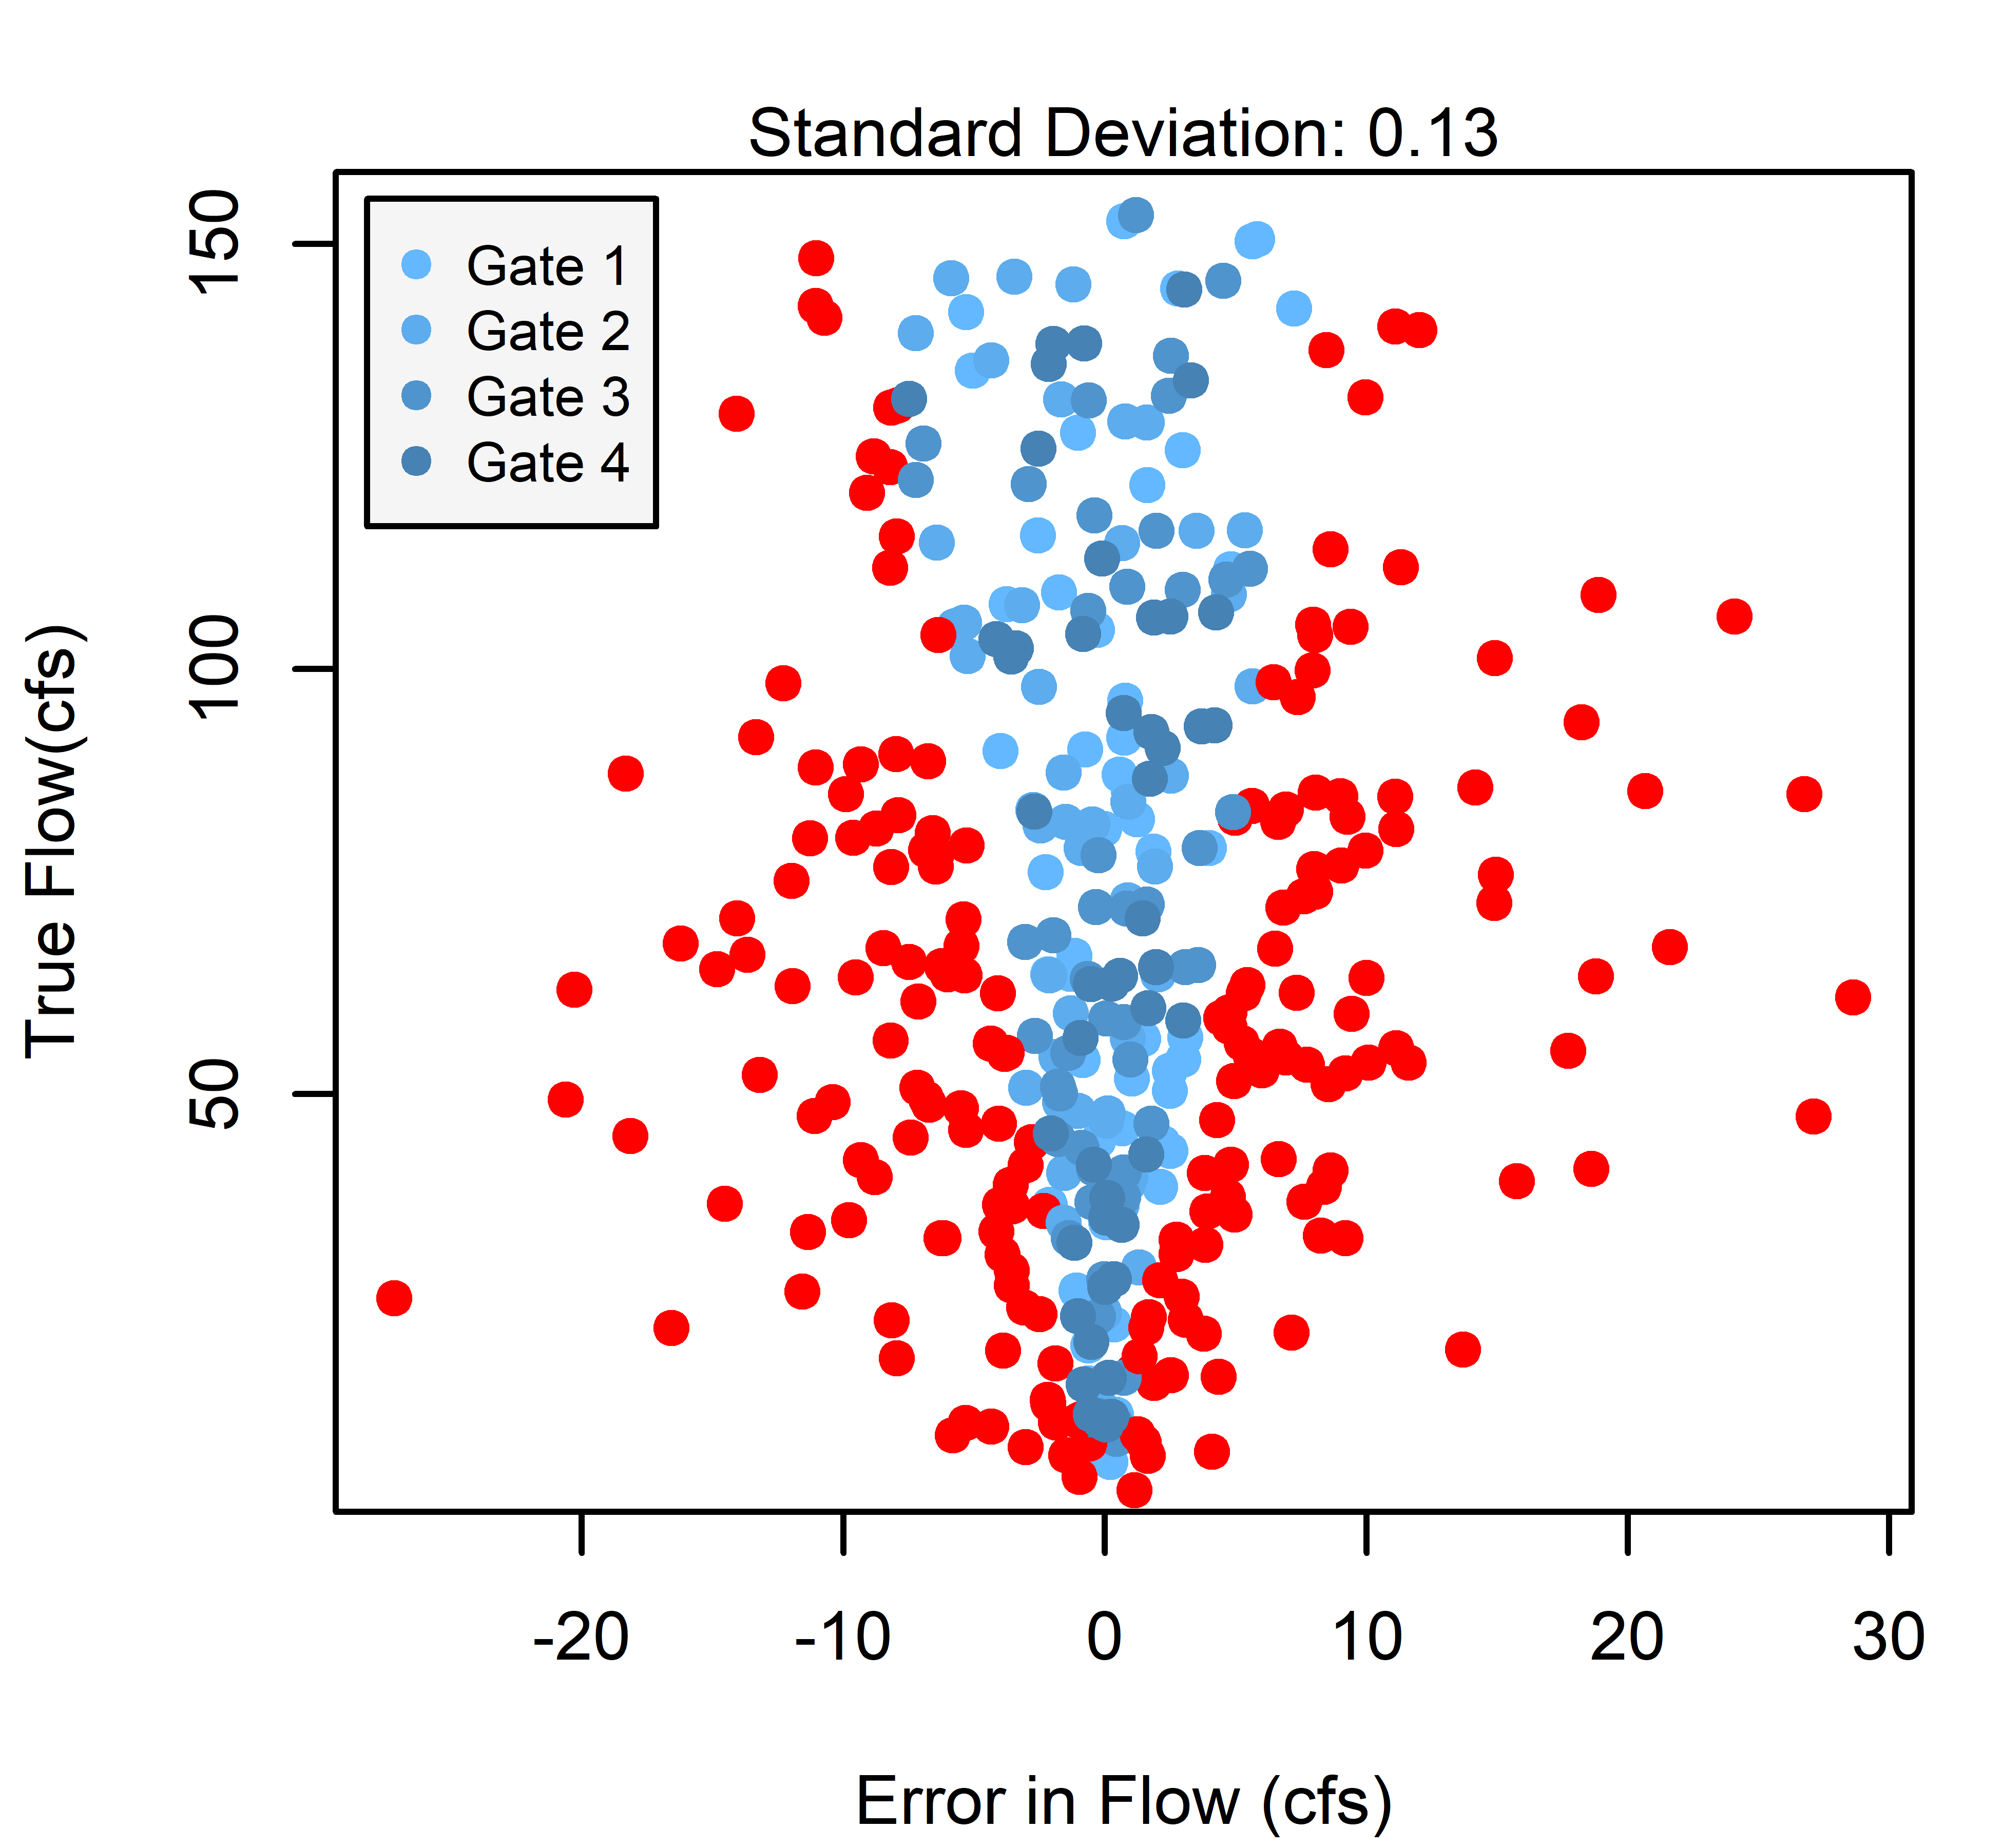 Standard Deviation: 0.13
Gate 1
Gate 2
Gate 3
Gate 4
True Flow(cfs)
150
100
50
-20 -10 0 10 20 30
Error in Flow (cfs)